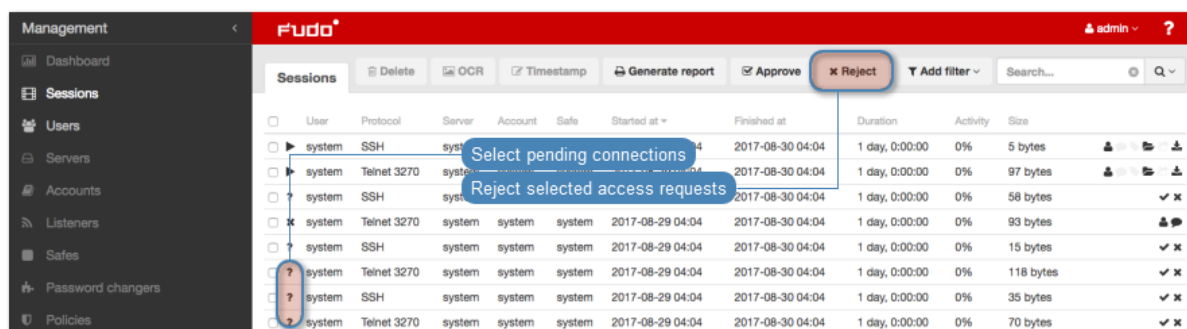 Management
Fudo
admin
?
Dashboard
Sessions
Users
Servers
Accounts
Listeners
Safes
Password changers
Policies
Sessions Delete OCR Timestamp Generate report Approve Reject Add filter Search...
User Protocol Server Account Safe Started at Finished at Duration Activity Size
system SSH 4 2017-08-30 04:04 1 day, 0:00:00 0% 5 bytes
system Telnet 3270 4 2017-08-30 04:04 1 day, 0:00:00 0% 97 bytes
? system SSH 2017-08-30 04:04 1 day, 0:00:00 0% 58 bytes
system Telnet 3270 system system system 2017-08-29 04:04 2017-08-30 04:04 1 day, 0:00:00 0% 93 bytes
? system SSH system system system 2017-08-29 04:04 2017-08-30 04:04 1 day, 0:00:00 0% 15 bytes
? system Telnet 3270 system system system 2017-08-29 04:04 2017-08-30 04:04 1 day, 0:00:00 0% 118 bytes
? system SSH system system system 2017-08-29 04:04 2017-08-30 04:04 1 day, 0:00:00 0% 35 bytes
? system Telnet 3270 system system system 2017-08-29 04:04 2017-08-30 04:04 1 day, 0:00:00 0% 70 bytes
Select pending connections
Reject selected access requests